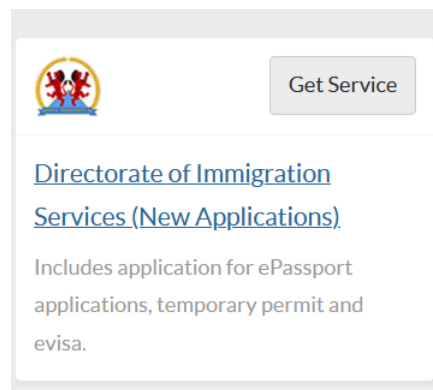 Get Service
Directorate of Immigration
Services (New Applications)
Includes application for ePassport
applications, temporary permit and
evisa.